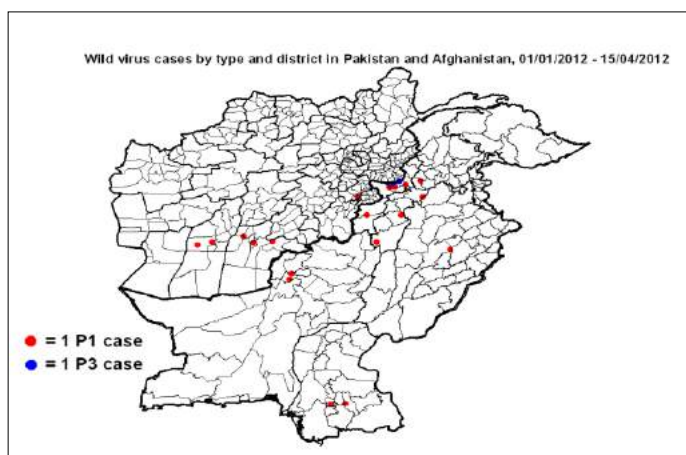 Wild virus cases by type and district in Pakistan and Afghanistan, 01/01/2012 - 15/04/2012
= 1 P1 case
= 1 P3 case